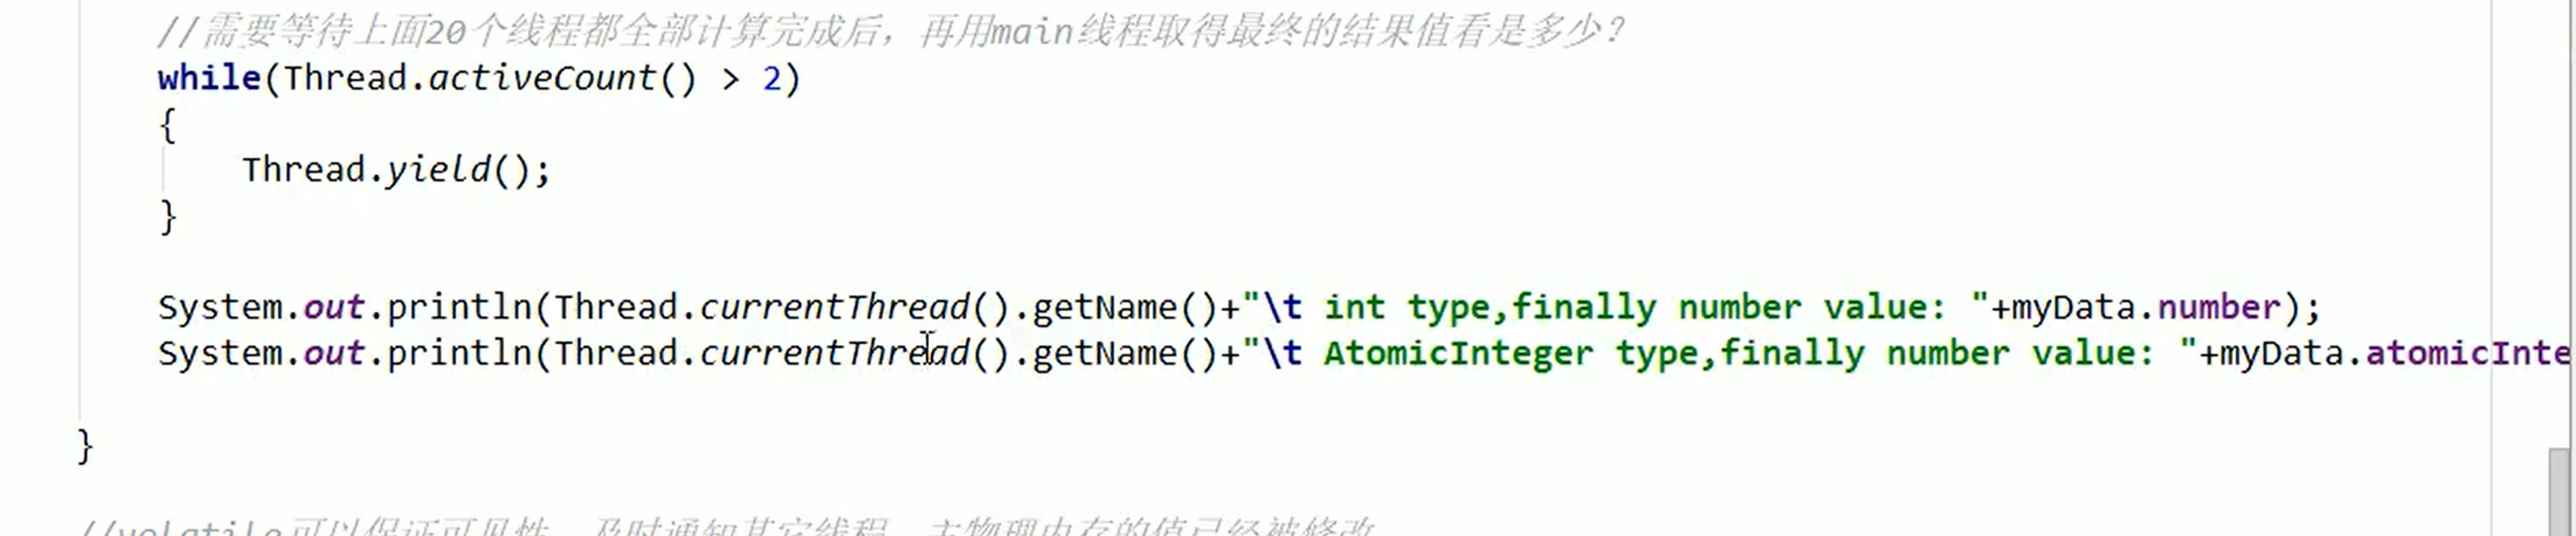 //需要等待上面20个线程都全部计算完成后，再用main线程取得最终的结果值看是多少？
while(Thread.activeCount() > 2)
{
Thread.yield();
}
System.out.println(Thread.currentThread().getName()+"\t int type,finally number value: "+myData.number);
System.out.println(Thread.currentThread().getName()+"\t AtomicInteger type,finally number value: "+myData.atomicInte
}
//volatile可以保证可见性，及时通知其它线程，主物理内存的值已经被修改